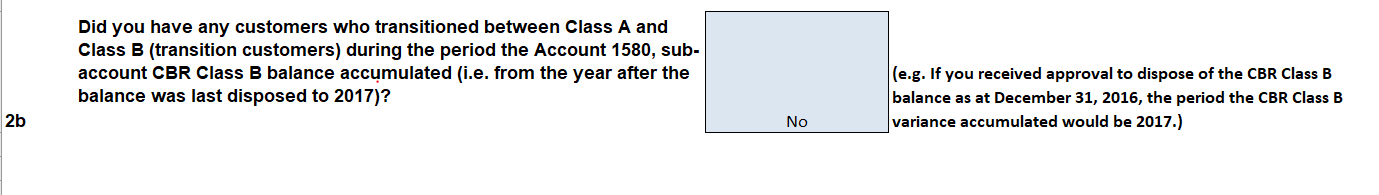 Did you have any customers who transitioned between Class A and
Class B (transition customers) during the period the Account 1580, sub-
account CBR Class B balance accumulated (i.e. from the year after the
balance was last disposed to 2017)?
2b
No
(e.g. If you received approval to dispose of the CBR Class B
balance as at December 31, 2016, the period the CBR Class B
variance accumulated would be 2017.)